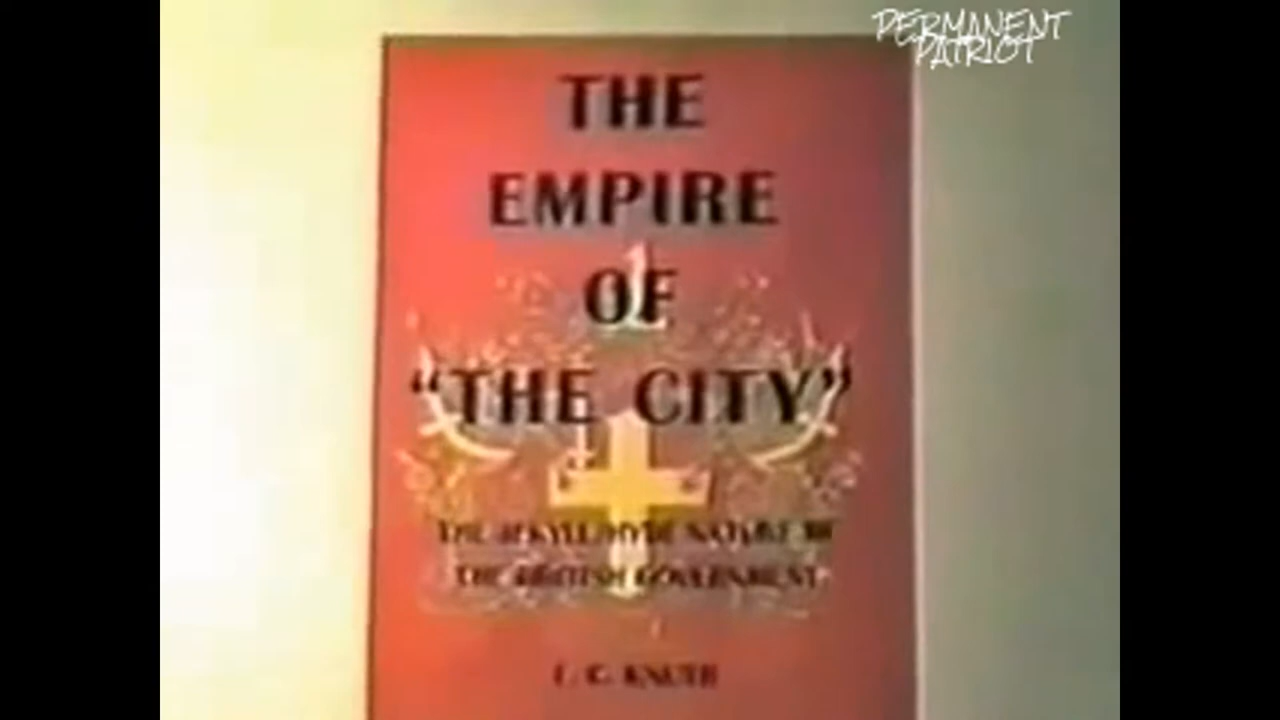 PERMANENT
PATRIOT
THE
EMPIRE
OF
"THE CITY"
THE JEKYLL/HYDE NATURE OF
THE BRITISH GOVERNMENT
E. C. KNUTH